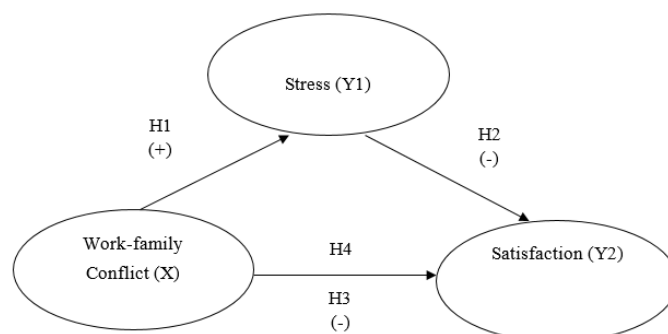 Stress (Y1)
H1
(+)
H2
(-)
Work-family
Conflict (X)
H4
H3
(-)
Satisfaction (Y2)